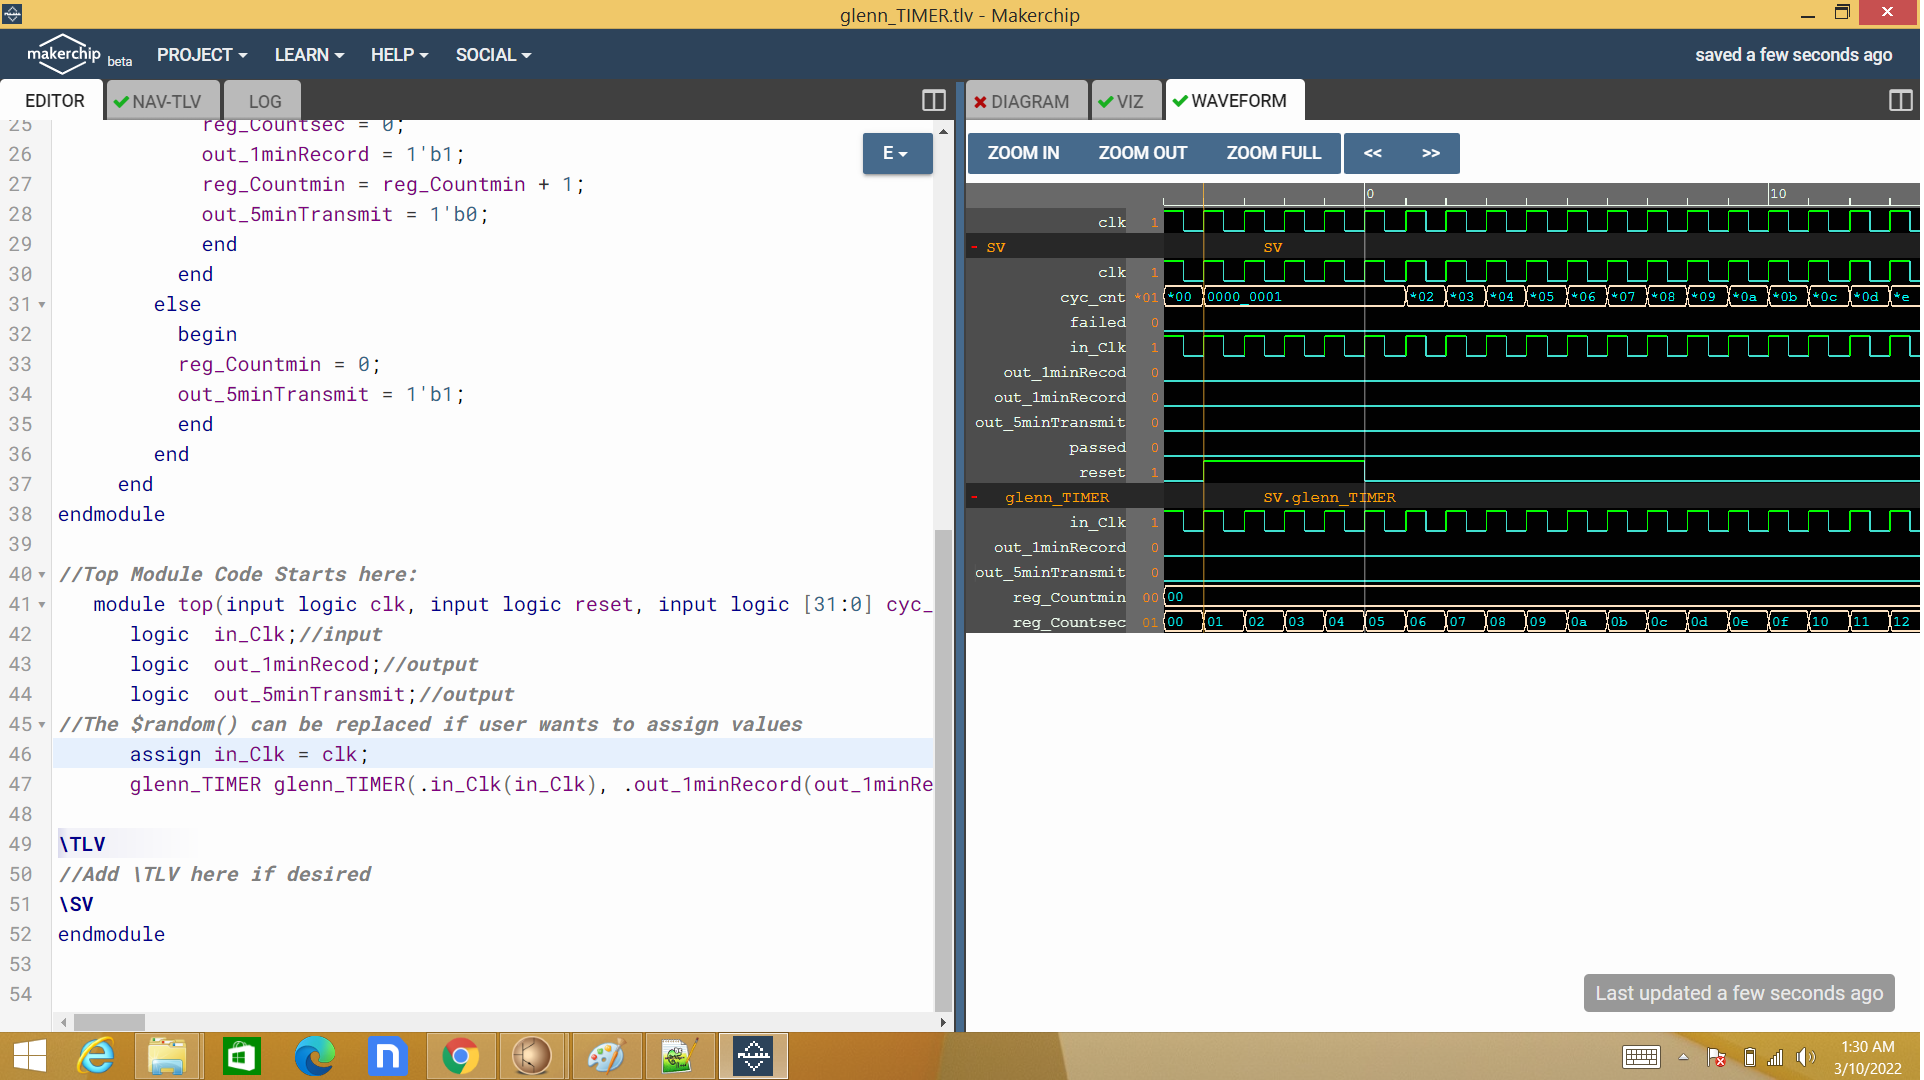 glenn_TIMER.tlv - Makerchip
makerchip beta PROJECT LEARN HELP SOCIAL saved a few seconds ago
EDITOR NAV-TLV LOG
25 reg_Countsec = 0;
26 out_1minRecord = 1'b1;
27 reg_Countmin = reg_Countmin + 1;
28 out_5minTransmit = 1'b0;
29 end
30 end
31 else
32 begin
33 reg_Countmin = 0;
34 out_5minTransmit = 1'b1;
35 end
36 end
37 end
38 endmodule
39
40 //Top Module Code Starts here:
41 module top(input logic clk, input logic reset, input logic [31:0] cyc_
42 logic in_Clk;//input
43 logic out_1minRecod;//output
44 logic out_5minTransmit;//output
45 //The $random() can be replaced if user wants to assign values
46 assign in_Clk = clk;
47 glenn_TIMER glenn_TIMER(.in_Clk(in_Clk), .out_1minRecord(out_1minRe
48
49 \TLV
50 //Add \TLV here if desired
51 \SV
52 endmodule
53
54
E
DIAGRAM VIZ WAVEFORM
ZOOM IN ZOOM OUT ZOOM FULL << >>
0 10
clk 1
- SV SV
clk 1
cyc_cnt *01 *00 0000_0001 *02 *03 *04 *05 *06 *07 *08 *09 *0a *0b *0c *0d *e
failed 0
in_Clk 1
out_1minRecod 0
out_1minRecord 0
out_5minTransmit 0
passed 0
reset 1
- glenn_TIMER SV.glenn_TIMER
in_Clk 1
out_1minRecord 0
out_5minTransmit 0
reg_Countmin 00 00
reg_Countsec 01 00 01 02 03 04 05 06 07 08 09 0a 0b 0c 0d 0e 0f 10 11 12
Last updated a few seconds ago
1:30 AM
3/10/2022